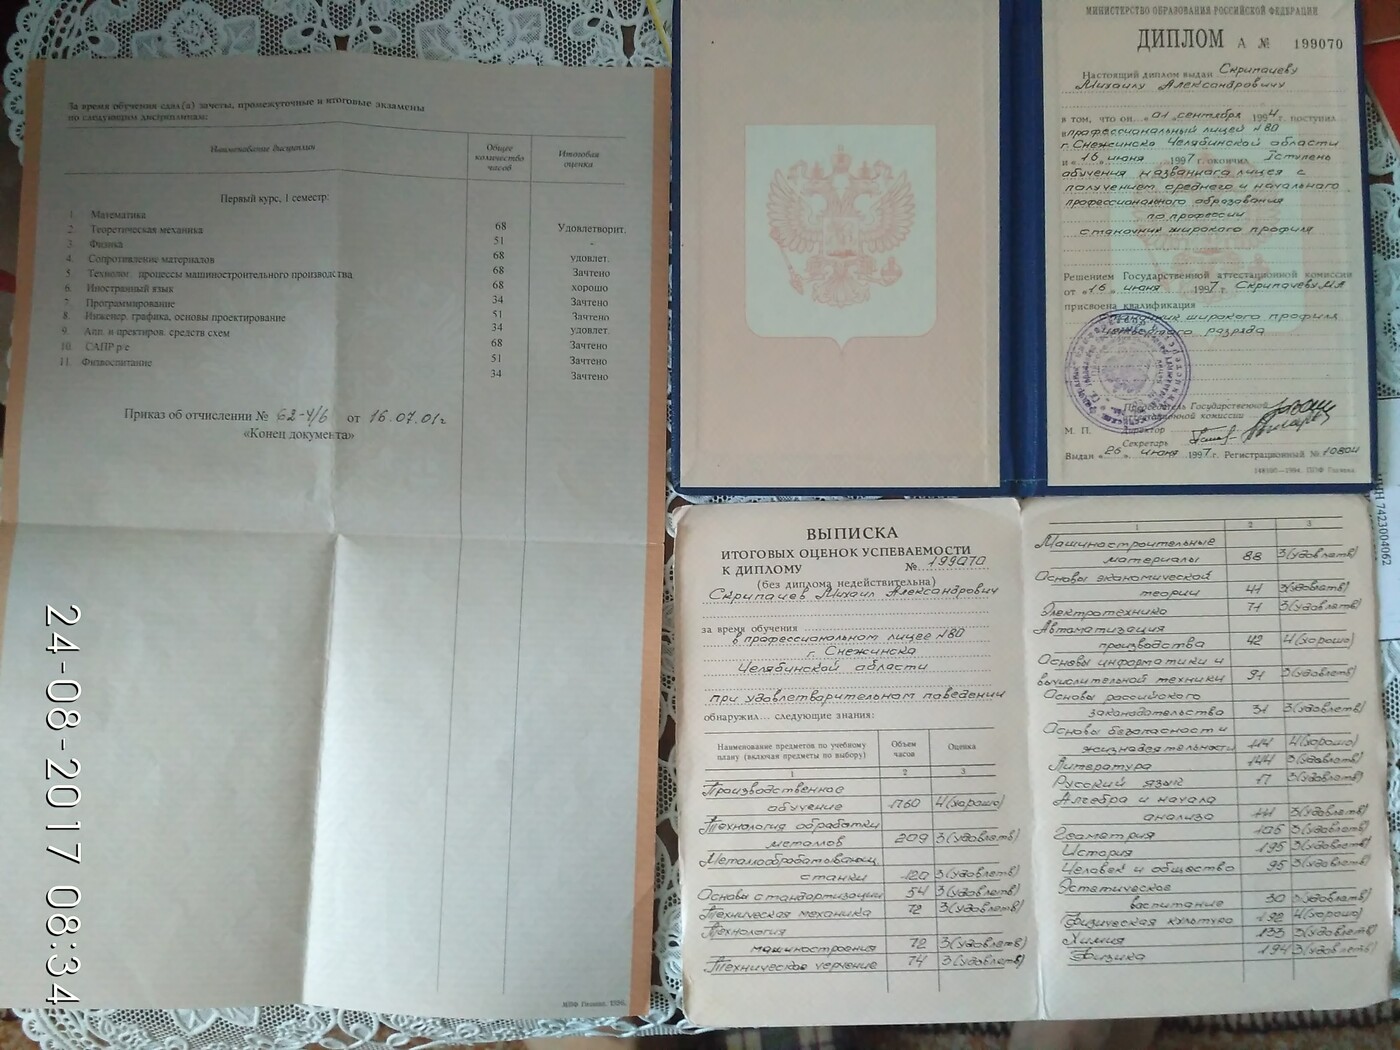 За время обучения сдал(а) зачеты, промежуточные и итоговые экзамены
по следующим дисциплинам:
Наименование дисциплин
Общее количество часов
Итоговая оценка
Первый курс, 1 семестр:
1. Математика 68 Удовлетворит.
2. Теоретическая механика 51 -"-
3. Физика 68 удовлет.
4. Сопротивление материалов 68 Зачтено
5. Технолог. процессы машиностроительного производства 68 хорошо
6. Иностранный язык 34 Зачтено
7. Программирование 51 Зачтено
8. Инженер. графика, основы проектирование 34 удовлет.
9. Алг. и проектиров. средств схем 68 Зачтено
10. САПР р/е 51 Зачтено
11. Физвоспитание 34 Зачтено
Приказ об отчислении № 62-У/б от 16.07.01г
«Конец документа»
МПФ Гознака. 1996.
24-08-2017 08:34
МИНИСТЕРСТВО ОБРАЗОВАНИЯ РОССИЙСКОЙ ФЕДЕРАЦИИ
ДИПЛОМ А № 199070
Настоящий диплом выдан Скрипачеву
Михаилу Александровичу
в том, что он... «01» сентября 1994 г. поступил
в профессиональный лицей №80
г. Снежинска Челябинской области
и «16» июня 1997 г. окончил I ступень
обучения названного лицея с
получением среднего и начального
профессионального образования
по профессии
станочник широкого профиля
Решением Государственной аттестационной комиссии
от «16» июня 1997 г. Скрипачеву МА
присвоена квалификация
станочник широкого профиля
четвертого разряда
Председатель Государственной
аттестационной комиссии
М. П. Директор
Секретарь
Выдан «26» июня 1997 г. Регистрационный № 10804
ИНН 7423004062
ВЫПИСКА
ИТОГОВЫХ ОЦЕНОК УСПЕВАЕМОСТИ
К ДИПЛОМУ № 199070
(без диплома недействительна)
Скрипачев Михаил Александрович
за время обучения
в профессиональном лицее №80
г. Снежинска
Челябинской области
при удовлетворительном поведении
обнаружил... следующие знания:
Наименование предметов по учебному плану (включая предметы по выбору)
Объем часов
Оценка
1 2 3
Производственное
обучение 1760 4(хорошо)
Технология обработки
металлов 209 3(удовлетв)
Металлообрабатывающ.
станки 120 3(удовлетв)
Основы стандартизации 54 3(удовлетв)
Техническая механика 72 3(удовлетв)
Технология
машиностроения 72 3(удовлетв)
Техническое черчение 74 3(удовлетв)
1 2 3
Машиностроительные
материалы 88 3(удовлетв)
Основы экономической
теории 41 3(удовлетв)
Электротехника 71 3(удовлетв)
Автоматизация
производства 42 4(хорошо)
Основы информатики и
вычислительной техники 91 3(удовлетв)
Основы российского
законодательства 31 3(удовлетв)
Основы безопасности
жизнедеятельности 144 4(хорошо)
Литература 144 3(удовлетв)
Русский язык 17 3(удовлетв)
Алгебра и начала
анализа 3(удовлетв)
Геометрия 105 3(удовлетв)
История 195 3(удовлетв)
Человек и общество 95 3(удовлетв)
Эстетическое
воспитание 30 3(удовлетв)
Физическая культура 192 4(хорошо)
Химия 133 3(удовлетв)
Физика 194 3(удовлетв)